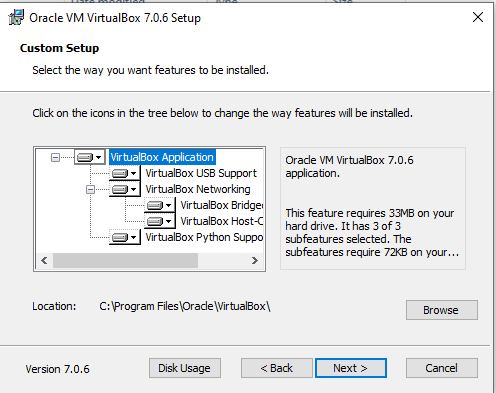 Oracle VM VirtualBox 7.0.6 Setup
Custom Setup
Select the way you want features to be installed.
Click on the icons in the tree below to change the way features will be installed.
VirtualBox Application
VirtualBox USB Support
VirtualBox Networking
VirtualBox Bridge
VirtualBox Host-C
VirtualBox Python Suppo
Oracle VM VirtualBox 7.0.6
application.
This feature requires 33MB on your
hard drive. It has 3 of 3
subfeatures selected. The
subfeatures require 72KB on your...
Location:
C:\Program Files\Oracle\VirtualBox\
Browse
Version 7.0.6
Disk Usage
< Back
Next >
Cancel